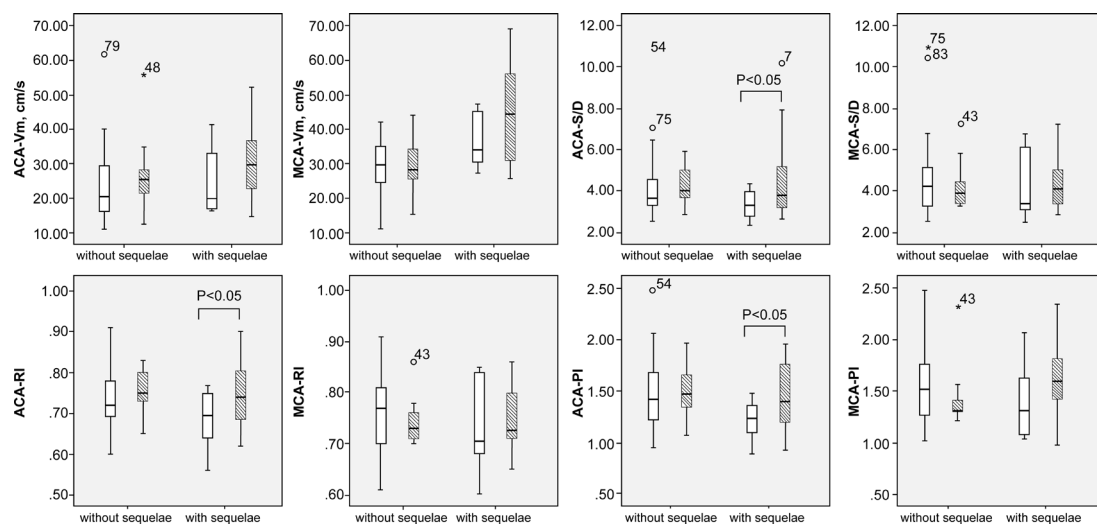 ACA-Vm, cm/s
70.00
60.00
50.00
40.00
30.00
20.00
10.00
79
48
without sequelae
with sequelae
MCA-Vm, cm/s
70.00
60.00
50.00
40.00
30.00
20.00
10.00
without sequelae
with sequelae
ACA-S/D
12.00
10.00
8.00
6.00
4.00
2.00
54
75
7
P<0.05
without sequelae
with sequelae
MCA-S/D
12.00
10.00
8.00
6.00
4.00
2.00
*75
83
43
without sequelae
with sequelae
ACA-RI
1.00
.90
.80
.70
.60
.50
P<0.05
without sequelae
with sequelae
MCA-RI
1.00
.90
.80
.70
.60
43
without sequelae
with sequelae
ACA-PI
2.50
2.00
1.50
1.00
.50
54
P<0.05
without sequelae
with sequelae
MCA-PI
2.50
2.00
1.50
1.00
.50
43
without sequelae
with sequelae